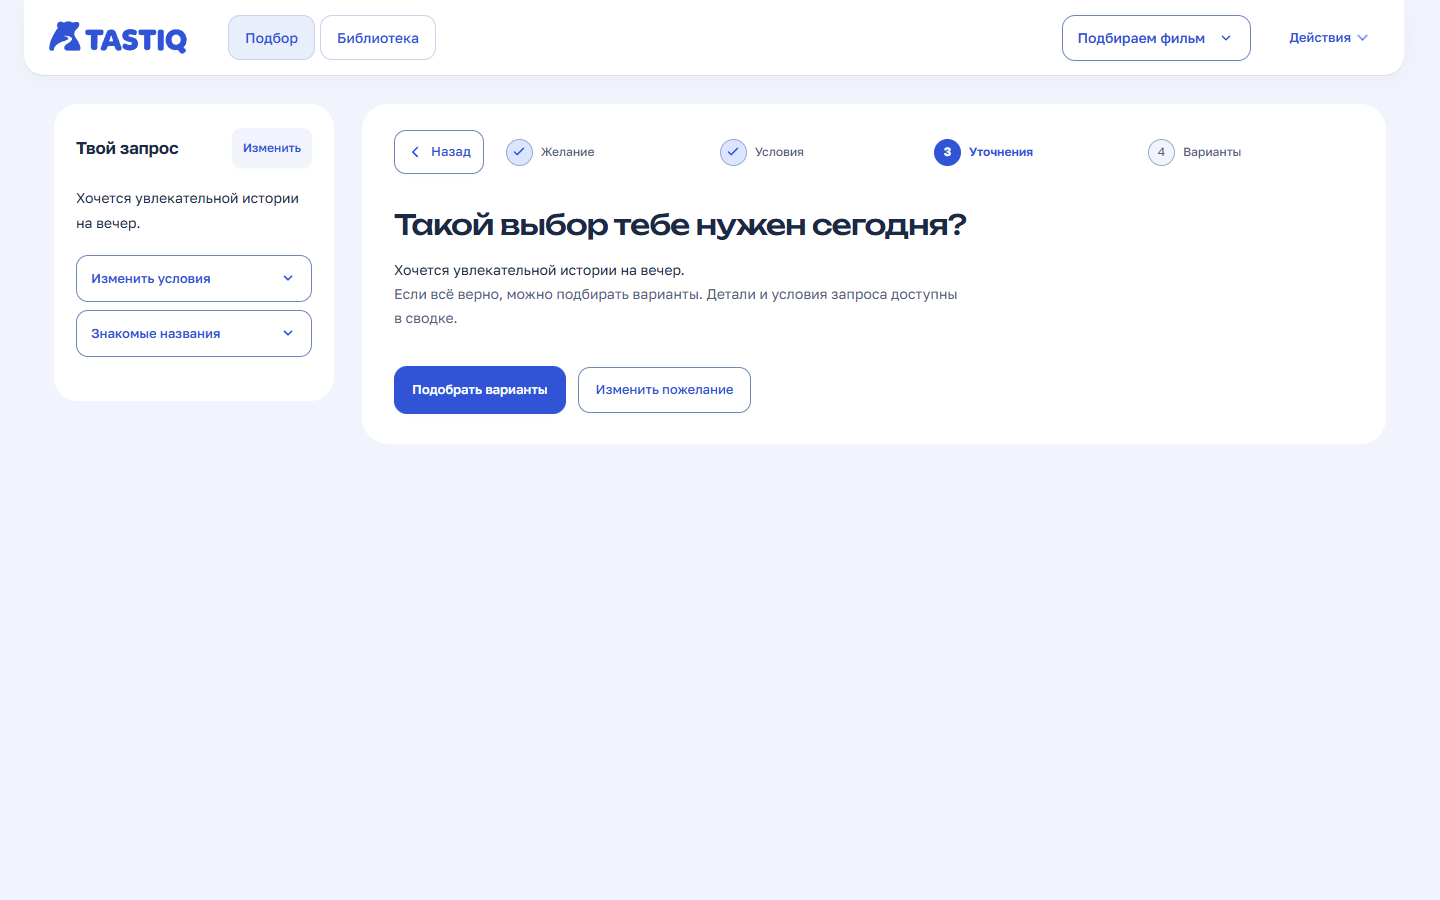 TASTIQ
Подбор
Библиотека
Подбираем фильм
Действия
Твой запрос
Изменить
Хочется увлекательной истории
на вечер.
Изменить условия
Знакомые названия
Назад
Желание
Условия
3 Уточнения
4 Варианты
Такой выбор тебе нужен сегодня?
Хочется увлекательной истории на вечер.
Если всё верно, можно подбирать варианты. Детали и условия запроса доступны
в сводке.
Подобрать варианты
Изменить пожелание